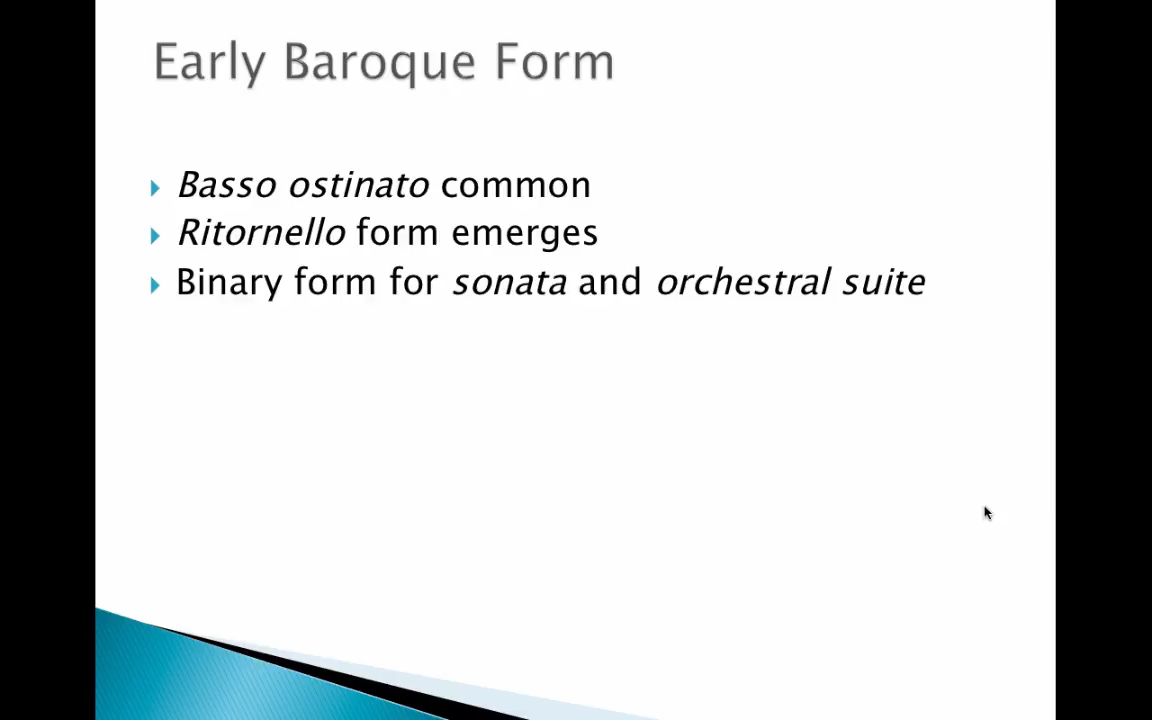 Early Baroque Form
Basso ostinato common
Ritornello form emerges
Binary form for sonata and orchestral suite